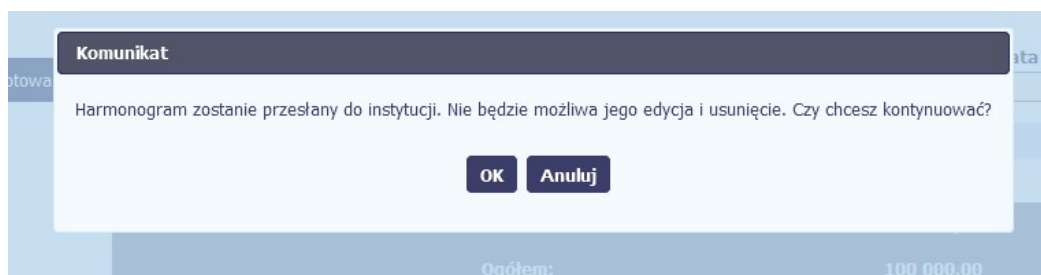 Komunikat
Harmonogram zostanie przesłany do instytucji. Nie będzie możliwa jego edycja i usunięcie. Czy chcesz kontynuować?
OK Anuluj
Ogółem: 100 000,00